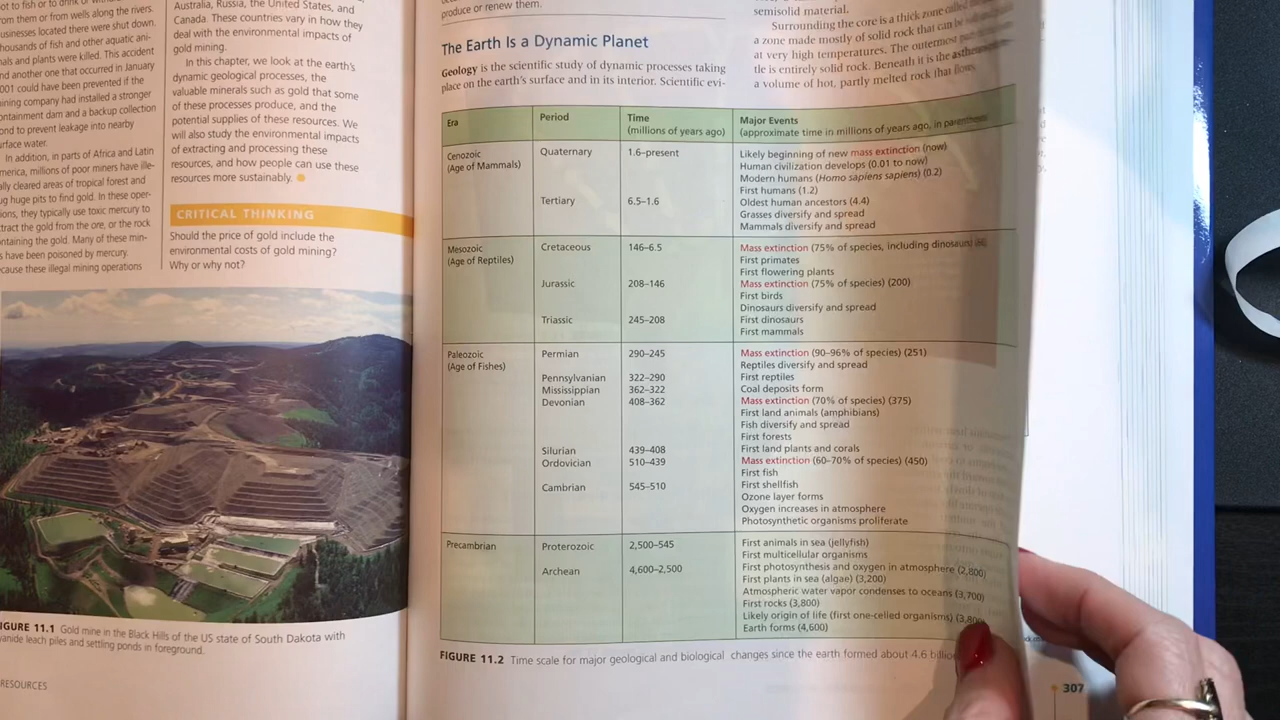 ot to fish or to drink or without
rom them or from wells along the rivers.
businesses located there were shut down.
housands of fish and other aquatic ani-
als and plants were killed. This accident
nd another one that occurred in January
001 could have been prevented if the
ining company had installed a stronger
ontainment dam and a backup collection
ond to prevent leakage into nearby
urface water.
In addition, in parts of Africa and Latin
merica, millions of poor miners have ille-
ally cleared areas of tropical forest and
ug huge pits to find gold. In these oper-
ions, they typically use toxic mercury to
tract the gold from the ore, or the rock
ntaining the gold. Many of these min-
s have been poisoned by mercury.
cause these illegal mining operations
Australia, Russia, the United States, and
Canada. These countries vary in how they
deal with the environmental impacts of
gold mining.
In this chapter, we look at the earth's
dynamic geological processes, the
valuable minerals such as gold that some
of these processes produce, and the
potential supplies of these resources. We
will also study the environmental impacts
of extracting and processing these
resources, and how people can use these
resources more sustainably.
CRITICAL THINKING
Should the price of gold include the
environmental costs of gold mining?
Why or why not?
IGURE 11.1 Gold mine in the Black Hills of the US state of South Dakota with
yanide leach piles and settling ponds in foreground.
RESOURCES
produce or renew them.
The Earth Is a Dynamic Planet
Geology is the scientific study of dynamic processes taking
place on the earth's surface and in its interior. Scientific evi-
semisolid material.
Surrounding the core is a thick zone called
a zone made mostly of solid rock that can be
at very high temperatures. The outermost
tle is entirely solid rock. Beneath it is the
a volume of hot, partly melted rock that flows.
Era Period Time (millions of years ago) Major Events (approximate time in millions of years ago, in parenthesis)
Cenozoic Quaternary 1.6–present Likely beginning of new mass extinction (now)
(Age of Mammals) Human civilization develops (0.01 to now)
Modern humans (Homo sapiens sapiens) (0.2)
First humans (1.2)
Tertiary 6.5–1.6 Oldest human ancestors (4.4)
Grasses diversify and spread
Mammals diversify and spread
Mesozoic Cretaceous 146–6.5 Mass extinction (75% of species, including dinosaurs)
(Age of Reptiles) First primates
First flowering plants
Jurassic 208–146 Mass extinction (75% of species) (200)
First birds
Dinosaurs diversify and spread
Triassic 245–208 First dinosaurs
First mammals
Paleozoic Permian 290–245 Mass extinction (90–96% of species) (251)
(Age of Fishes) Reptiles diversify and spread
Pennsylvanian 322–290 First reptiles
Mississippian 362–322 Coal deposits form
Devonian 408–362 Mass extinction (70% of species) (375)
First land animals (amphibians)
Fish diversify and spread
First forests
Silurian 439–408 First land plants and corals
Ordovician 510–439 Mass extinction (60–70% of species) (450)
First fish
Cambrian 545–510 First shellfish
Ozone layer forms
Oxygen increases in atmosphere
Photosynthetic organisms proliferate
Precambrian Proterozoic 2,500–545 First animals in sea (jellyfish)
First multicellular organisms
Archean 4,600–2,500 First photosynthesis and oxygen in atmosphere (2,800)
First plants in sea (algae) (3,200)
Atmospheric water vapor condenses to oceans (3,700)
First rocks (3,800)
Likely origin of life (first one-celled organisms)
Earth forms (4,600)
FIGURE 11.2 Time scale for major geological and biological changes since the earth formed about 4.6
307